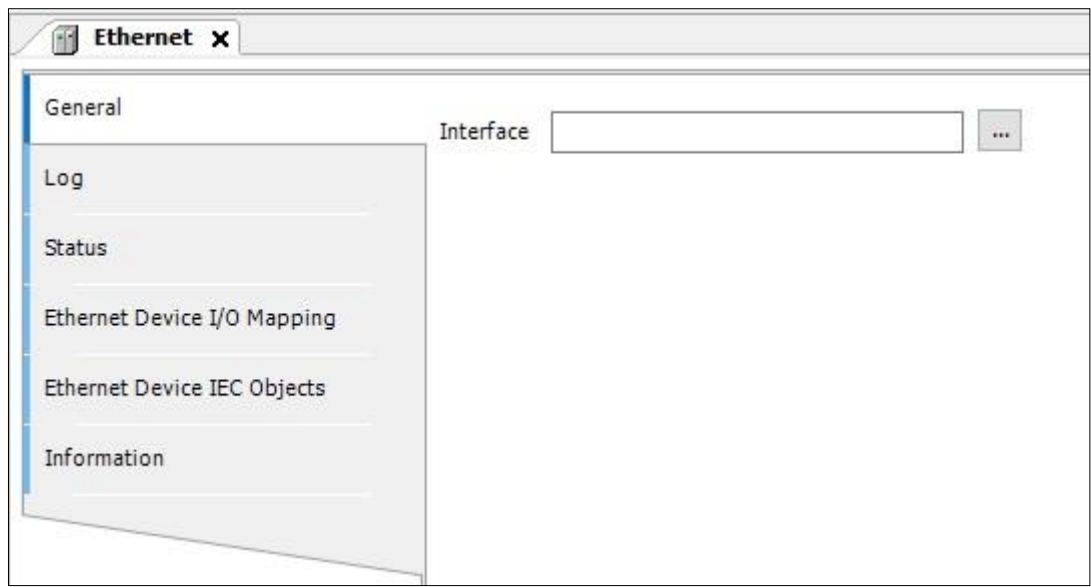 Ethernet
General
Interface
...
Log
Status
Ethernet Device I/O Mapping
Ethernet Device IEC Objects
Information